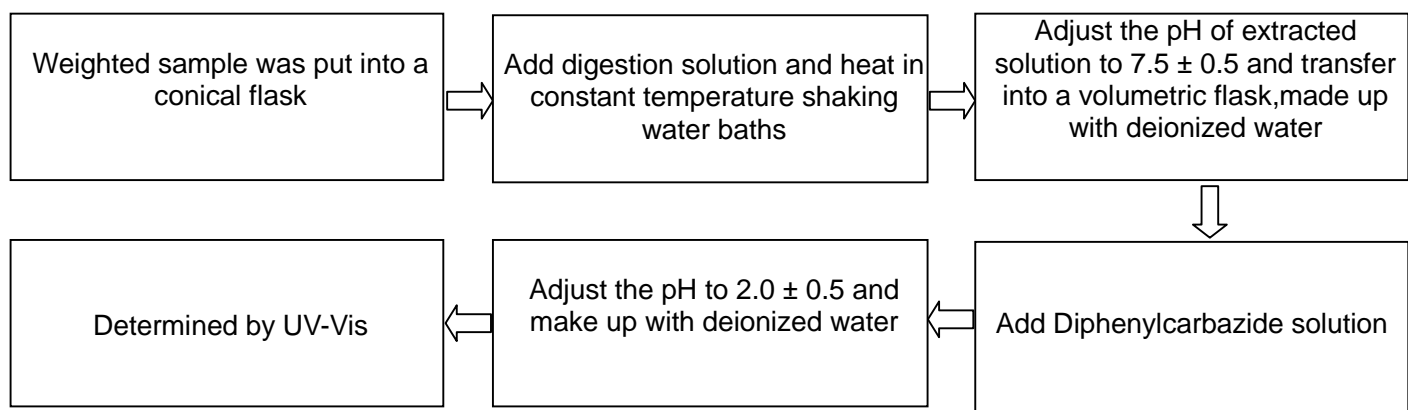 Weighted sample was put into a
conical flask
Add digestion solution and heat in
constant temperature shaking
water baths
Adjust the pH of extracted
solution to 7.5 ± 0.5 and transfer
into a volumetric flask,made up
with deionized water
Add Diphenylcarbazide solution
Adjust the pH to 2.0 ± 0.5 and
make up with deionized water
Determined by UV-Vis